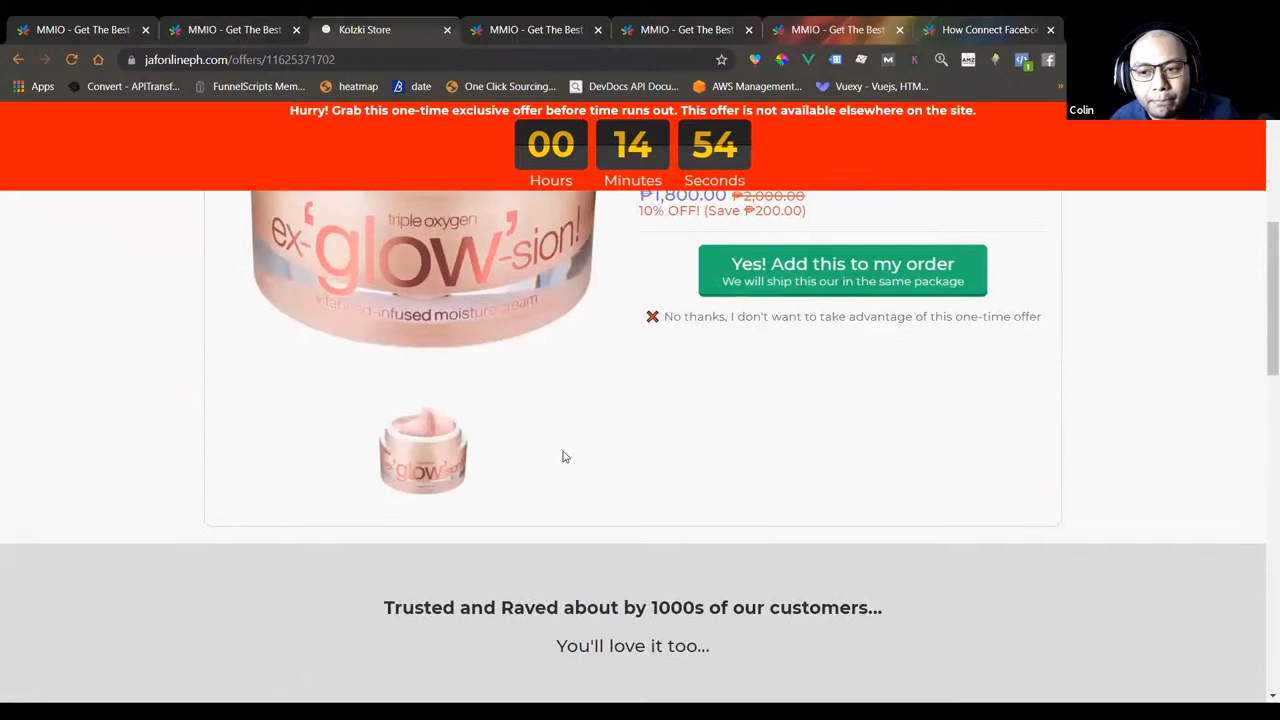 MMIO - Get The Best
MMIO - Get The Best
Kolzki Store
MMIO - Get The Best
MMIO - Get The Best
MMIO - Get The Best
How Connect Facebo
jafonlineph.com/offers/11625371702
Apps
Convert - APITransf...
FunnelScripts Mem...
heatmap
date
One Click Sourcing...
DevDocs API Docu...
AWS Management...
Vuexy - Vuejs, HTM...
Colin
Hurry! Grab this one-time exclusive offer before time runs out. This offer is not available elsewhere on the site.
00 14 54
Hours Minutes Seconds
₱1,800.00 ₱2,000.00
10% OFF! (Save ₱200.00)
triple oxygen
ex-'glow'-sion!
moisture cream
Yes! Add this to my order
We will ship this our in the same package
No thanks, I don't want to take advantage of this one-time offer
ex-'glow'-sion!
Trusted and Raved about by 1000s of our customers...
You'll love it too...